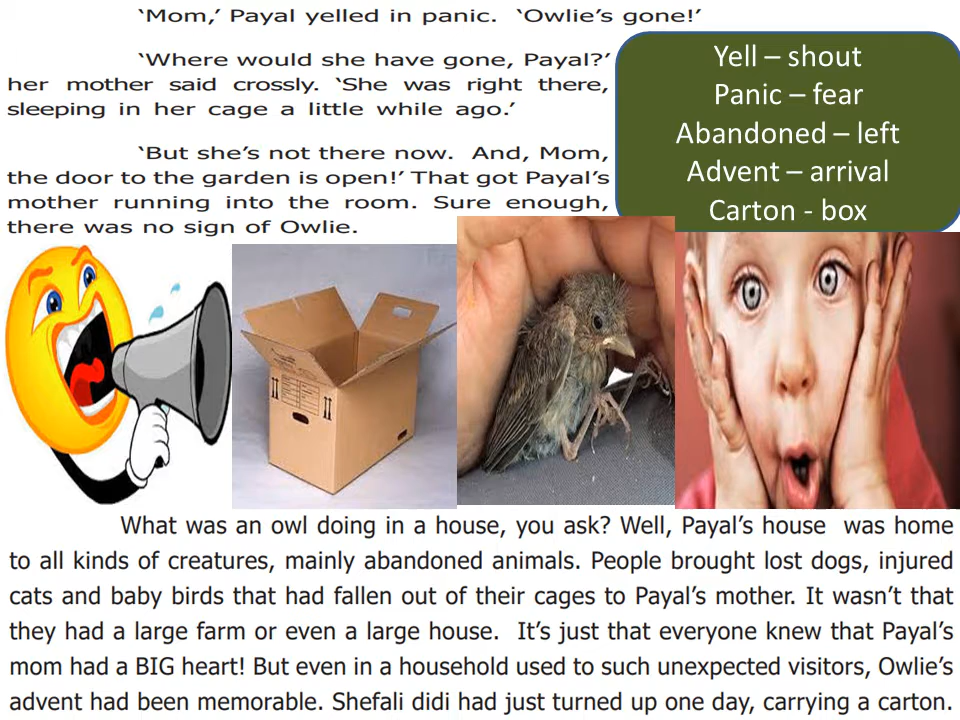 ‘Mom,’ Payal yelled in panic. ‘Owlie’s gone!’
‘Where would she have gone, Payal?’
her mother said crossly. ‘She was right there,
sleeping in her cage a little while ago.’
‘But she’s not there now. And, Mom,
the door to the garden is open!’ That got Payal’s
mother running into the room. Sure enough,
there was no sign of Owlie.
Yell – shout
Panic – fear
Abandoned – left
Advent – arrival
Carton - box
What was an owl doing in a house, you ask? Well, Payal’s house was home
to all kinds of creatures, mainly abandoned animals. People brought lost dogs, injured
cats and baby birds that had fallen out of their cages to Payal’s mother. It wasn’t that
they had a large farm or even a large house. It’s just that everyone knew that Payal’s
mom had a BIG heart! But even in a household used to such unexpected visitors, Owlie’s
advent had been memorable. Shefali didi had just turned up one day, carrying a carton.